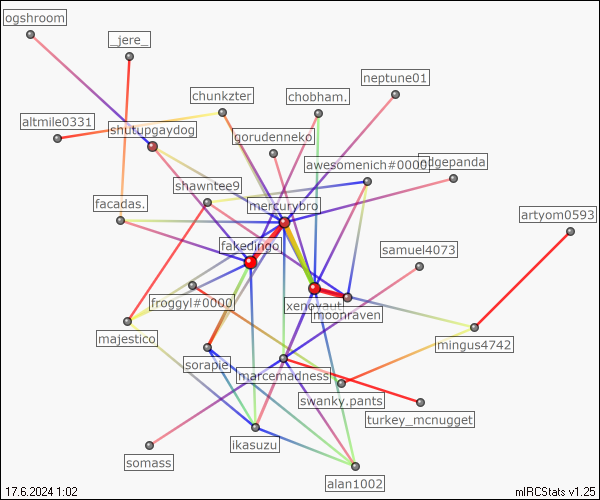 ogshroom
_jere_
neptune01
chunkzter
chobham.
altmile0331
shutupgaydog
gorudenneko
awesomenich#0000
dgepanda
shawntee9
facadas.
mercurybro
artyom0593
fakedingo
samuel4073
froggyl#0000
xenovaut
moonraven
majestico
mingus4742
sorapie
marcemadness
swanky.pants
turkey_mcnugget
ikasuzu
somass
alan1002
17.6.2024 1:02
mIRCStats v1.25